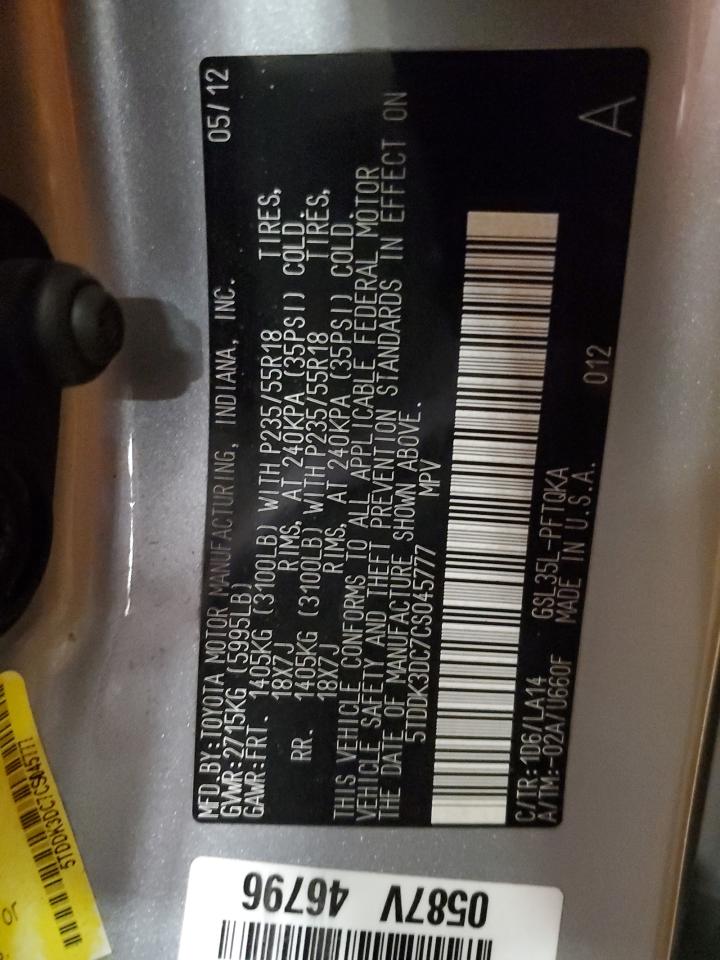 MFD.BY:TOYOTA MOTOR MANUFACTURING, INDIANA, INC. 05/12
GVWR:2715KG (5995LB)
GAWR:FRT. 1405KG (3100LB) WITH P235/55R18 TIRES,
18X7J RIMS, AT 240KPA (35PSI) COLD.
RR. 1405KG (3100LB) WITH P235/55R18 TIRES,
18X7J RIMS, AT 240KPA (35PSI) COLD.
THIS VEHICLE CONFORMS TO ALL APPLICABLE FEDERAL MOTOR
VEHICLE SAFETY AND THEFT PREVENTION STANDARDS IN EFFECT ON
THE DATE OF MANUFACTURE SHOWN ABOVE.
5TDDK3DC7CS045777 MPV
C/TR:1D6/LA14 GSL35L-PFTQKA 012
A/TM:-02A/U660F MADE IN U.S.A. A
5TDDK3DC7CS045777
JO
0587V 46796